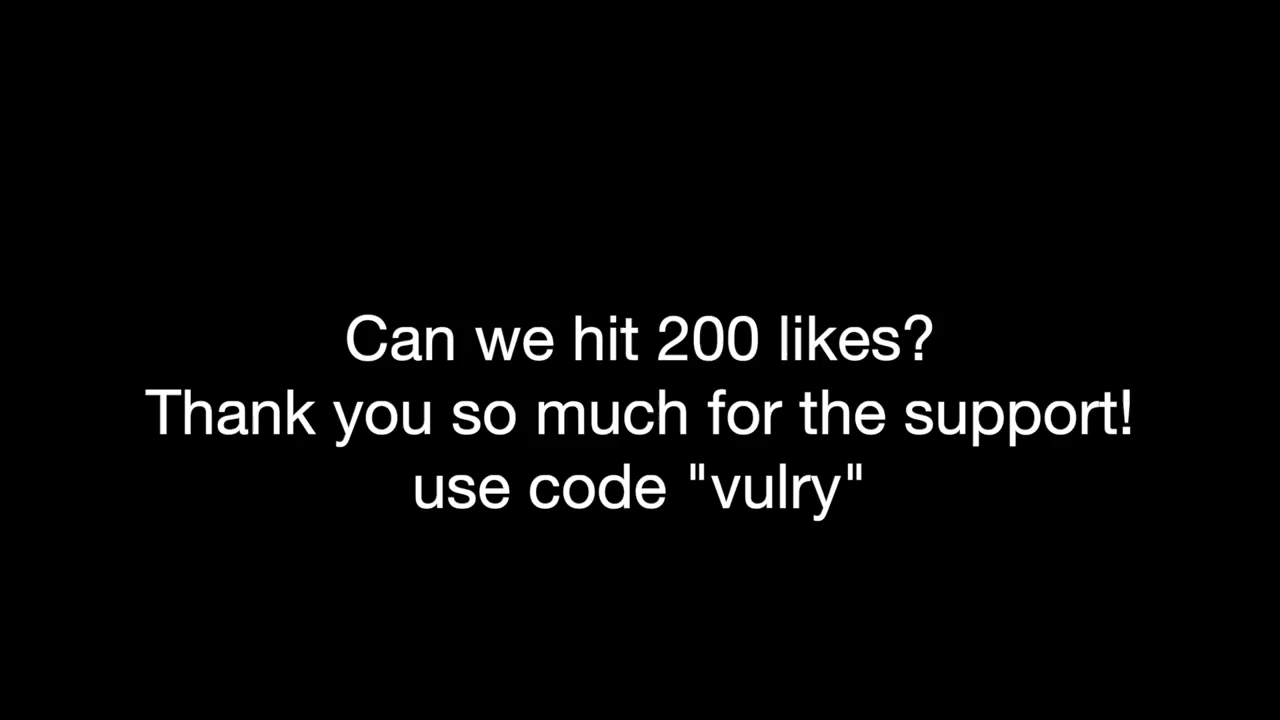 Can we hit 200 likes?
Thank you so much for the support!
use code "vulry"